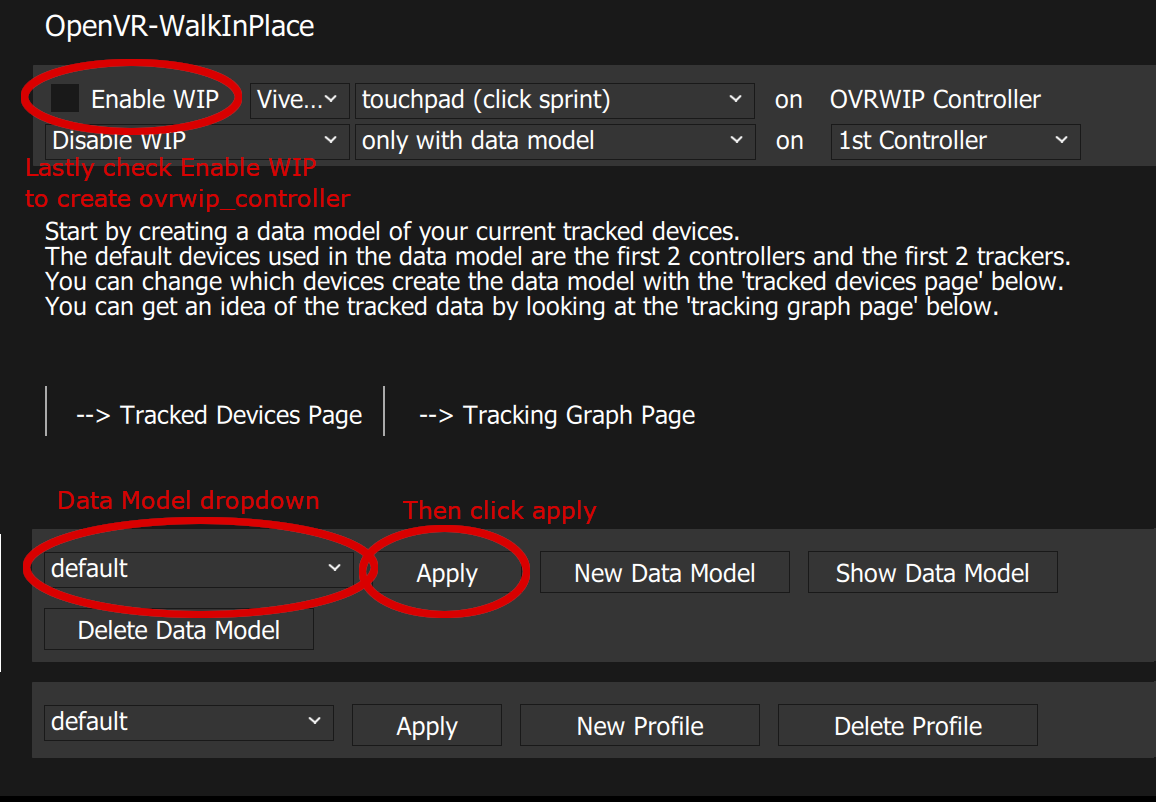 OpenVR-WalkInPlace
Enable WIP Vive... touchpad (click sprint) on OVRWIP Controller
Disable WIP only with data model on 1st Controller
Lastly check Enable WIP
to create ovrwip_controller
Start by creating a data model of your current tracked devices.
The default devices used in the data model are the first 2 controllers and the first 2 trackers.
You can change which devices create the data model with the 'tracked devices page' below.
You can get an idea of the tracked data by looking at the 'tracking graph page' below.
--> Tracked Devices Page --> Tracking Graph Page
Data Model dropdown Then click apply
default Apply New Data Model Show Data Model
Delete Data Model
default Apply New Profile Delete Profile